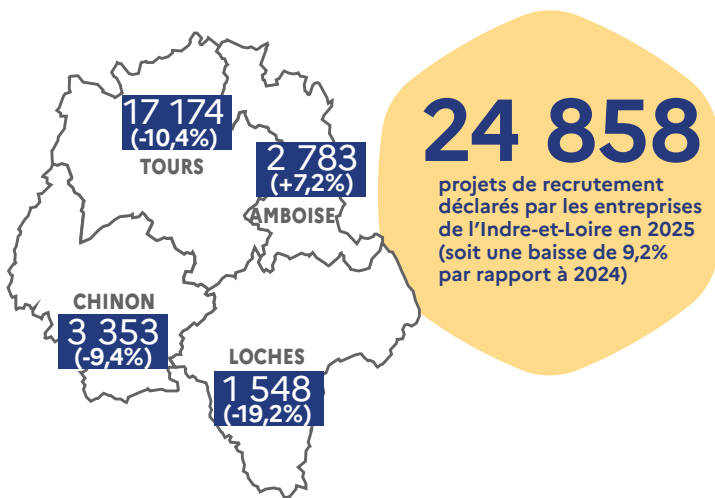 17 174
(-10,4%)
TOURS
2 783
(+7,2%)
AMBOISE
CHINON
3 353
(-9,4%)
LOCHES
1 548
(-19,2%)
24 858
projets de recrutement
déclarés par les entreprises
de l'Indre-et-Loire en 2025
(soit une baisse de 9,2%
par rapport à 2024)